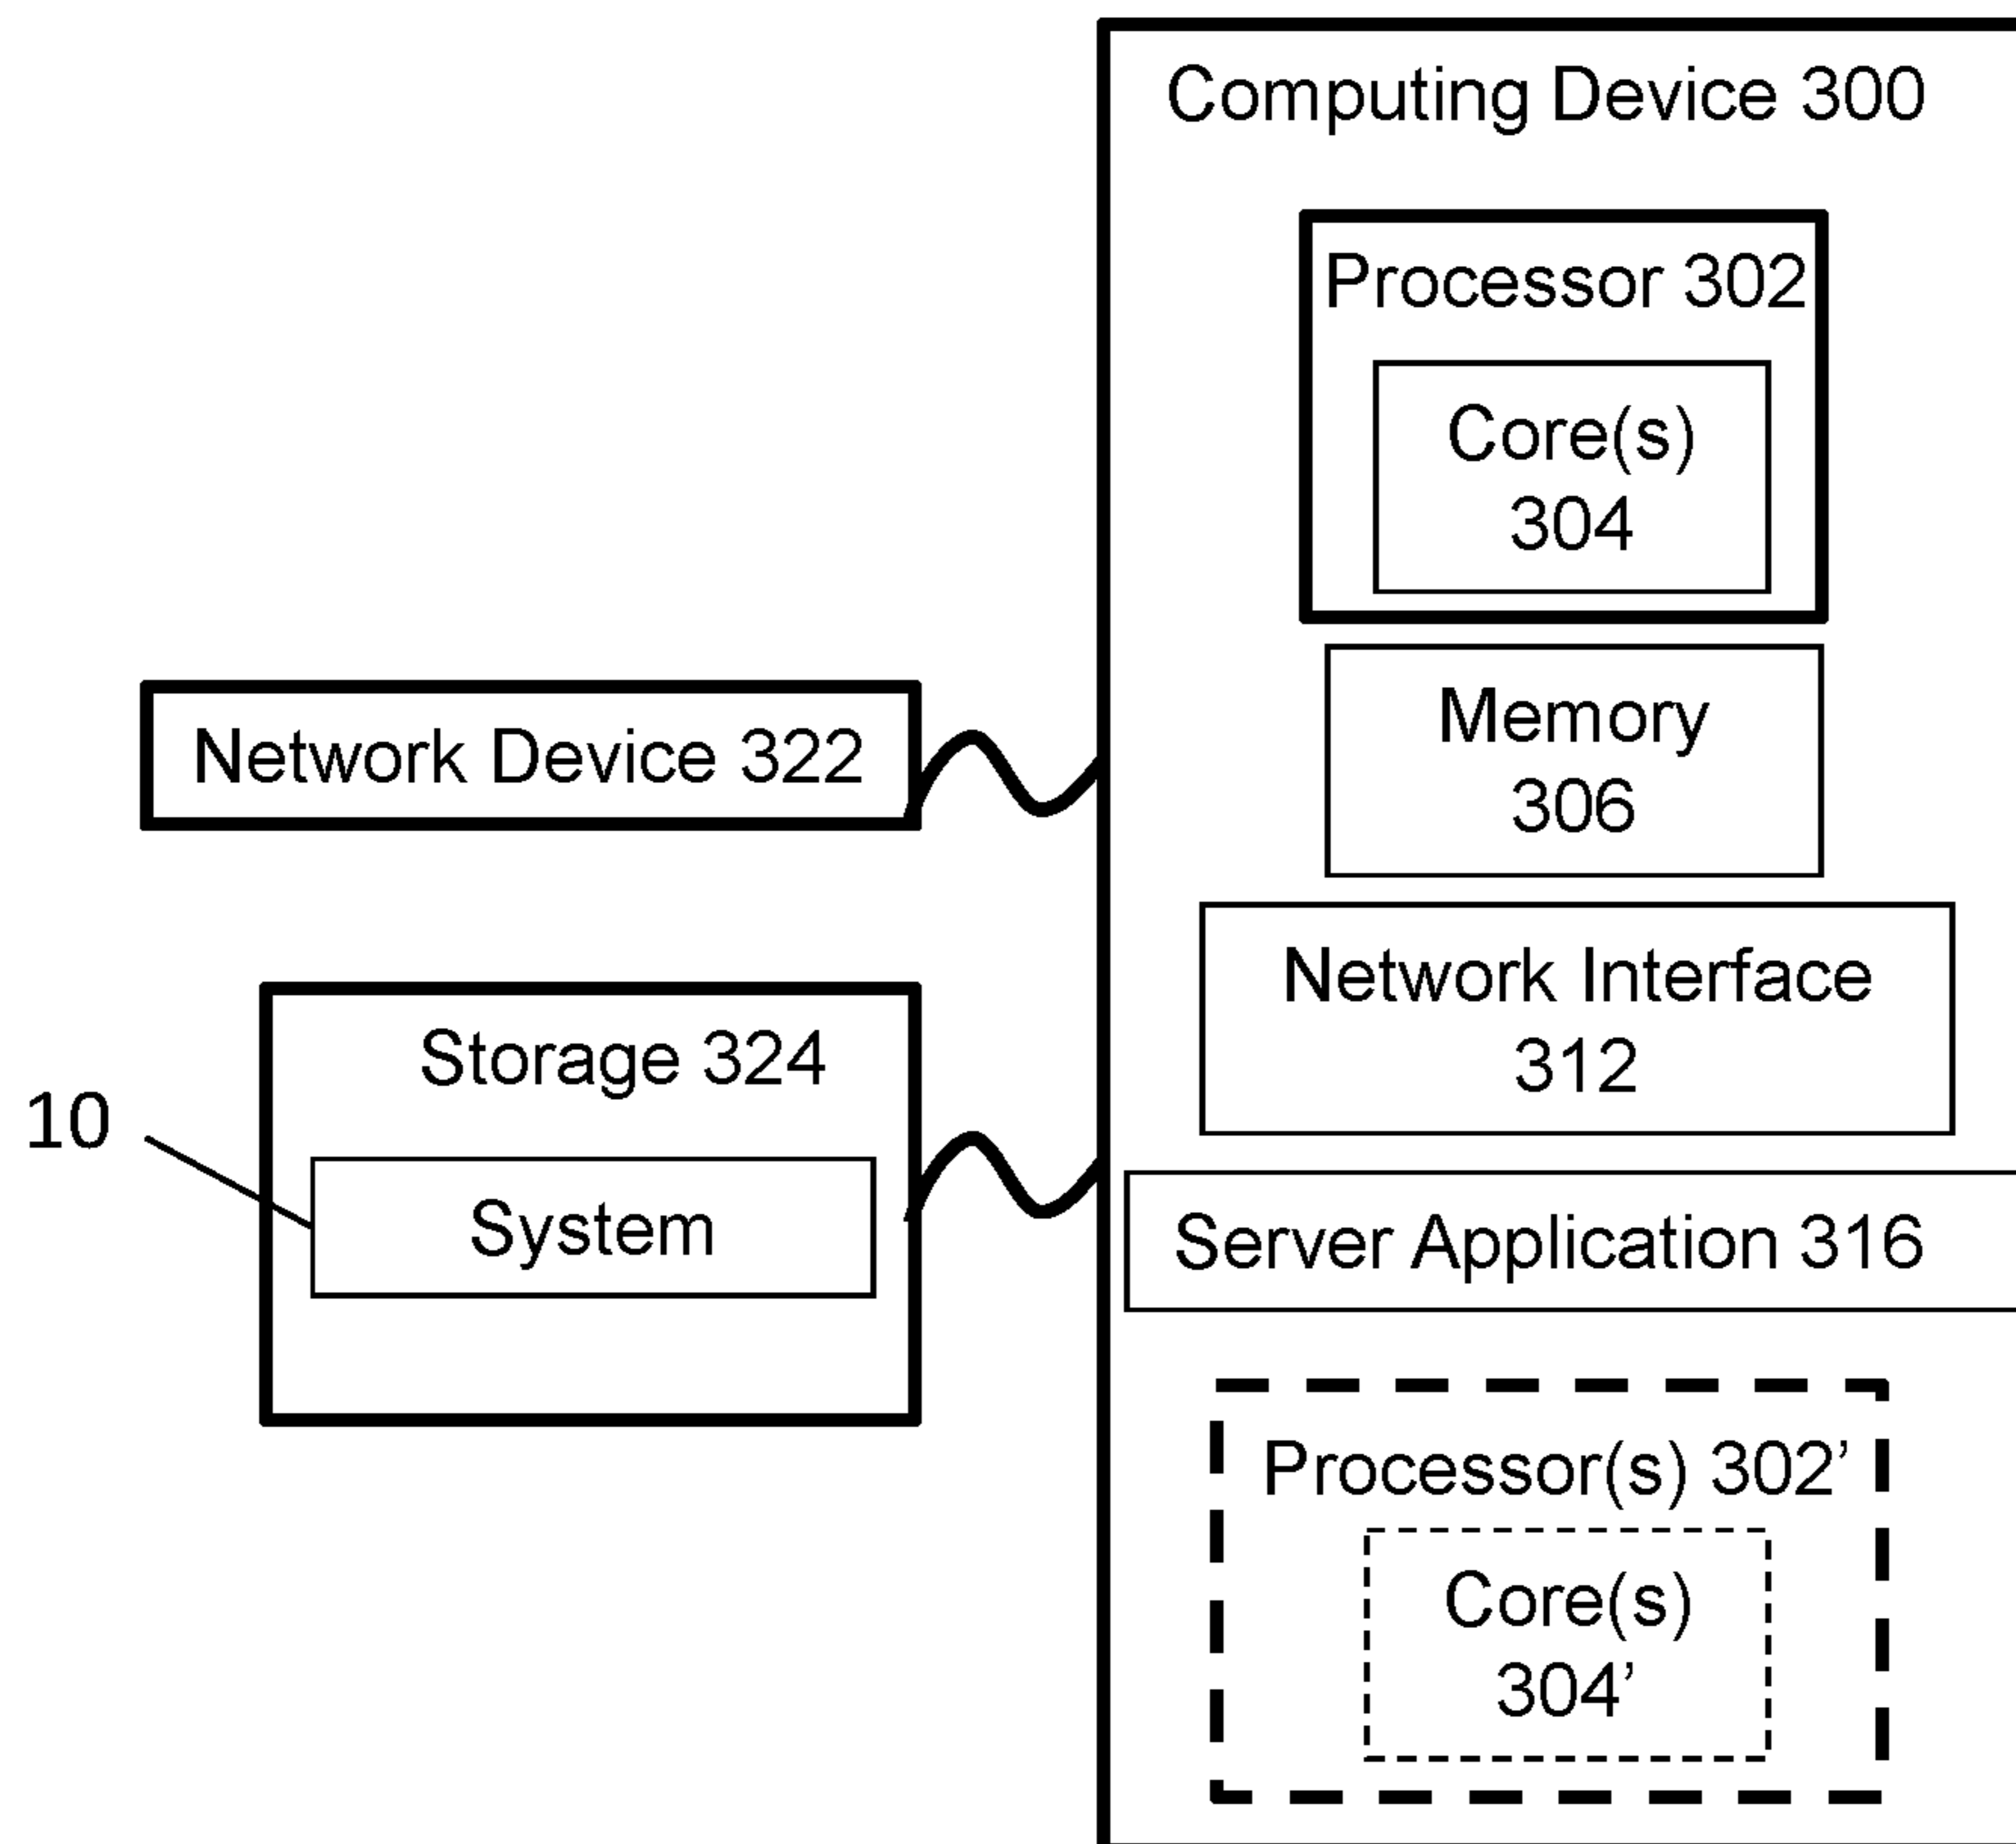 Computing Device 300
Processor 302
Core(s)
304
Memory
306
Network Device 322
Network Interface
312
Storage 324
10
System
Server Application 316
Processor(s) 302’
Core(s)
304’